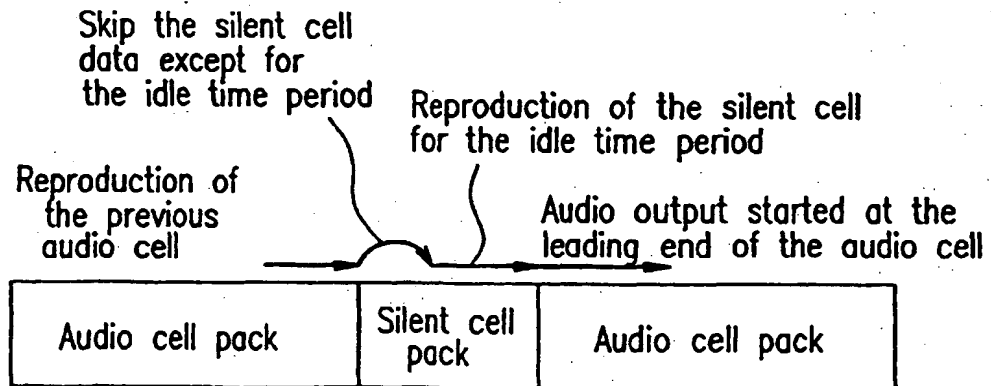 Skip the silent cell
data except for
the idle time period
Reproduction of the silent cell
for the idle time period
Reproduction of
the previous
audio cell
Audio output started at the
leading end of the audio cell
Audio cell pack
Silent cell
pack
Audio cell pack